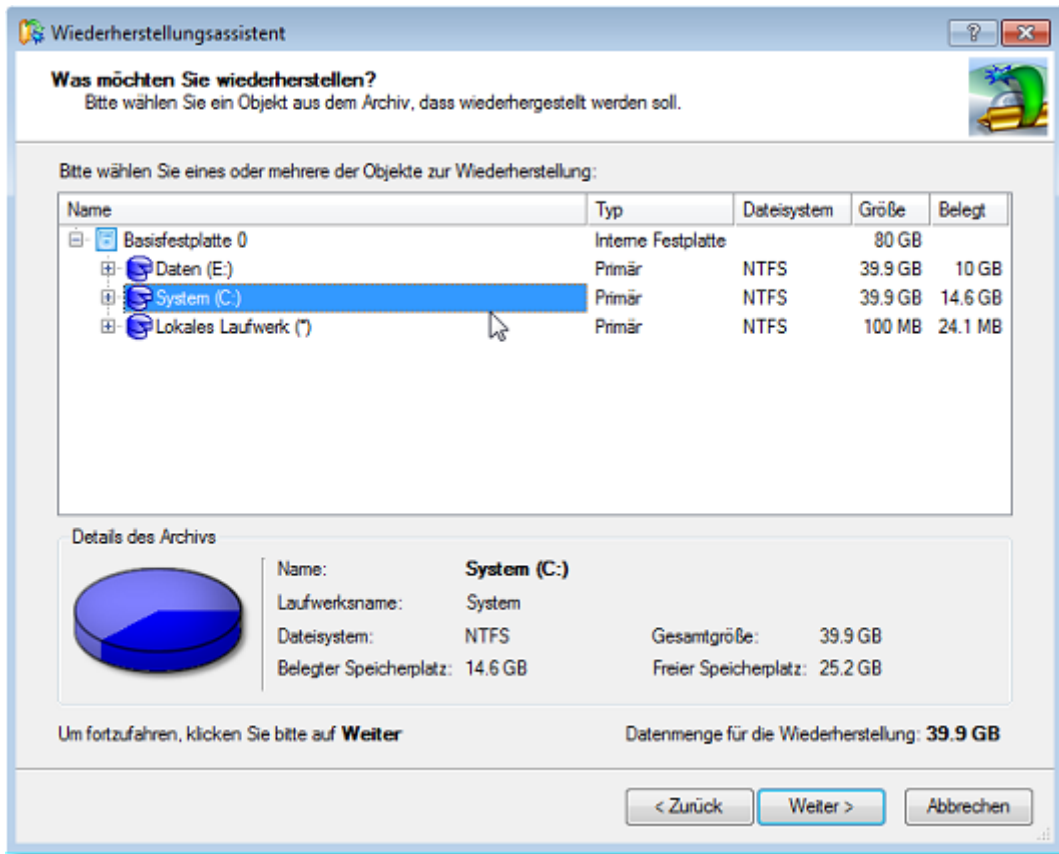 Wiederherstellungsassistent
Was möchten Sie wiederherstellen?
Bitte wählen Sie ein Objekt aus dem Archiv, dass wiederhergestellt werden soll.
Bitte wählen Sie eines oder mehrere der Objekte zur Wiederherstellung:
Name Typ Dateisystem Größe Belegt
Basisfestplatte 0 Interne Festplatte 80 GB
Daten (E:) Primär NTFS 39.9 GB 10 GB
System (C:) Primär NTFS 39.9 GB 14.6 GB
Lokales Laufwerk (*) Primär NTFS 100 MB 24.1 MB
Details des Archivs
Name: System (C:)
Laufwerksname: System
Dateisystem: NTFS Gesamtgröße: 39.9 GB
Belegter Speicherplatz: 14.6 GB Freier Speicherplatz: 25.2 GB
Um fortzufahren, klicken Sie bitte auf Weiter Datenmenge für die Wiederherstellung: 39.9 GB
< Zurück Weiter > Abbrechen